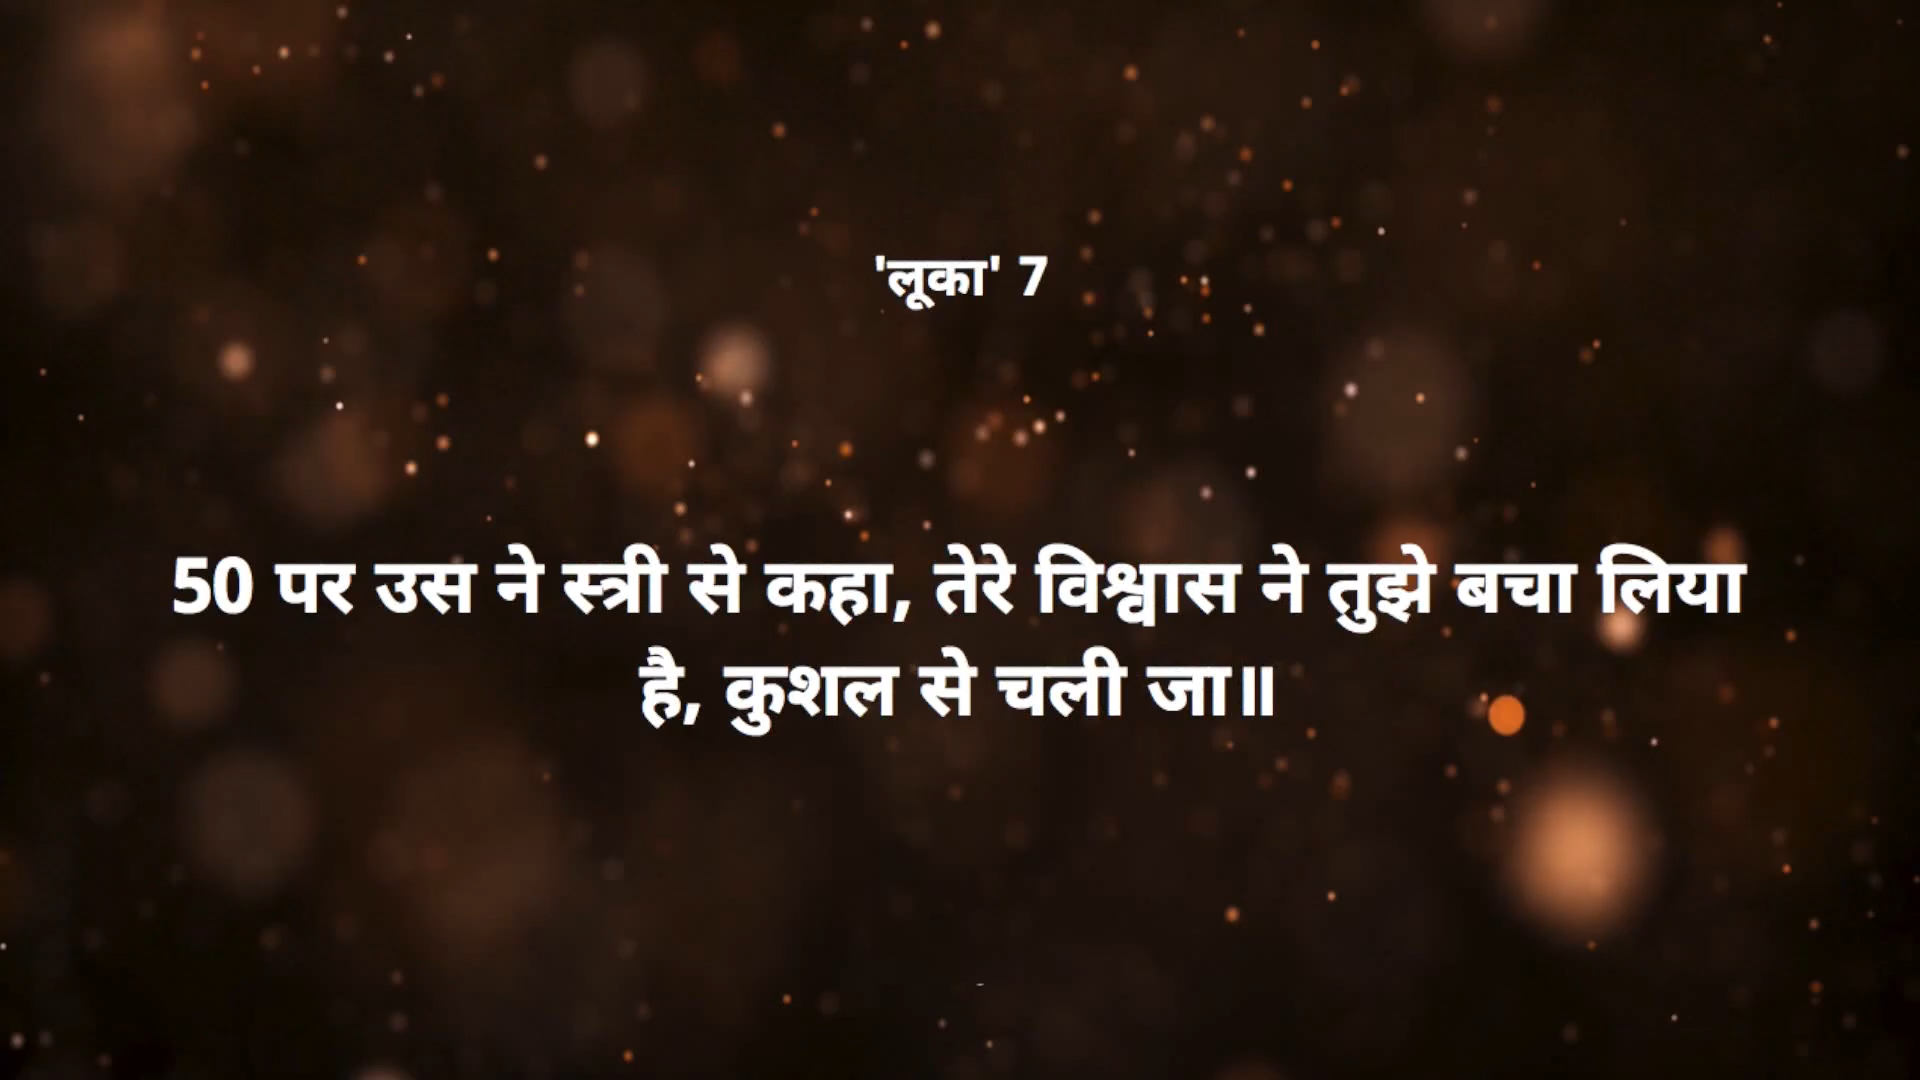 'लूका' 7
50 पर उस ने स्त्री से कहा, तेरे विश्वास ने तुझे बचा लिया
है, कुशल से चली जा॥